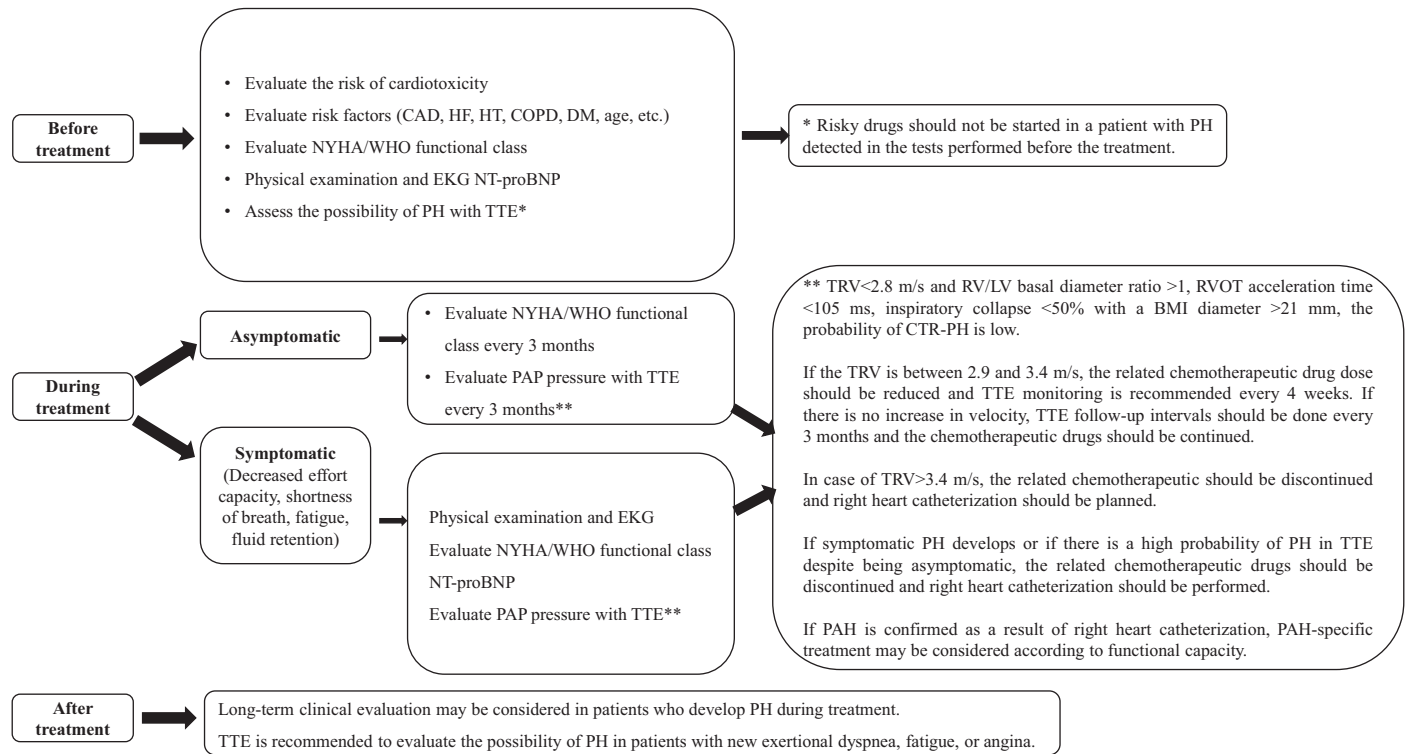 Before
treatment
• Evaluate the risk of cardiotoxicity
• Evaluate risk factors (CAD, HF, HT, COPD, DM, age, etc.)
• Evaluate NYHA/WHO functional class
• Physical examination and EKG NT-proBNP
• Assess the possibility of PH with TTE*
* Risky drugs should not be started in a patient with PH
detected in the tests performed before the treatment.
During
treatment
Asymptomatic
• Evaluate NYHA/WHO functional
class every 3 months
• Evaluate PAP pressure with TTE
every 3 months**
Symptomatic
(Decreased effort
capacity, shortness
of breath, fatigue,
fluid retention)
Physical examination and EKG
Evaluate NYHA/WHO functional class
NT-proBNP
Evaluate PAP pressure with TTE**
** TRV<2.8 m/s and RV/LV basal diameter ratio >1, RVOT acceleration time
<105 ms, inspiratory collapse <50% with a BMI diameter >21 mm, the
probability of CTR-PH is low.
If the TRV is between 2.9 and 3.4 m/s, the related chemotherapeutic drug dose
should be reduced and TTE monitoring is recommended every 4 weeks. If
there is no increase in velocity, TTE follow-up intervals should be done every
3 months and the chemotherapeutic drugs should be continued.
In case of TRV>3.4 m/s, the related chemotherapeutic should be discontinued
and right heart catheterization should be planned.
If symptomatic PH develops or if there is a high probability of PH in TTE
despite being asymptomatic, the related chemotherapeutic drugs should be
discontinued and right heart catheterization should be performed.
If PAH is confirmed as a result of right heart catheterization, PAH-specific
treatment may be considered according to functional capacity.
After
treatment
Long-term clinical evaluation may be considered in patients who develop PH during treatment.
TTE is recommended to evaluate the possibility of PH in patients with new exertional dyspnea, fatigue, or angina.